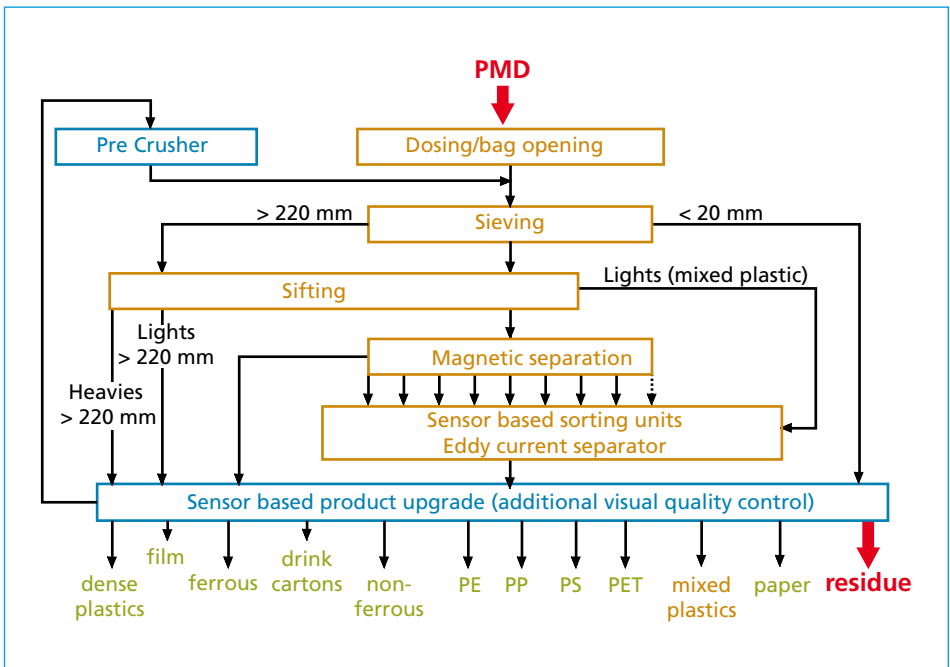 PMD
Pre Crusher
Dosing/bag opening
> 220 mm
Sieving
< 20 mm
Sifting
Lights (mixed plastic)
Lights
> 220 mm
Magnetic separation
Heavies
> 220 mm
Sensor based sorting units
Eddy current separator
Sensor based product upgrade (additional visual quality control)
dense
plastics
film
ferrous
drink
cartons
non-
ferrous
PE
PP
PS
PET
mixed
plastics
paper
residue